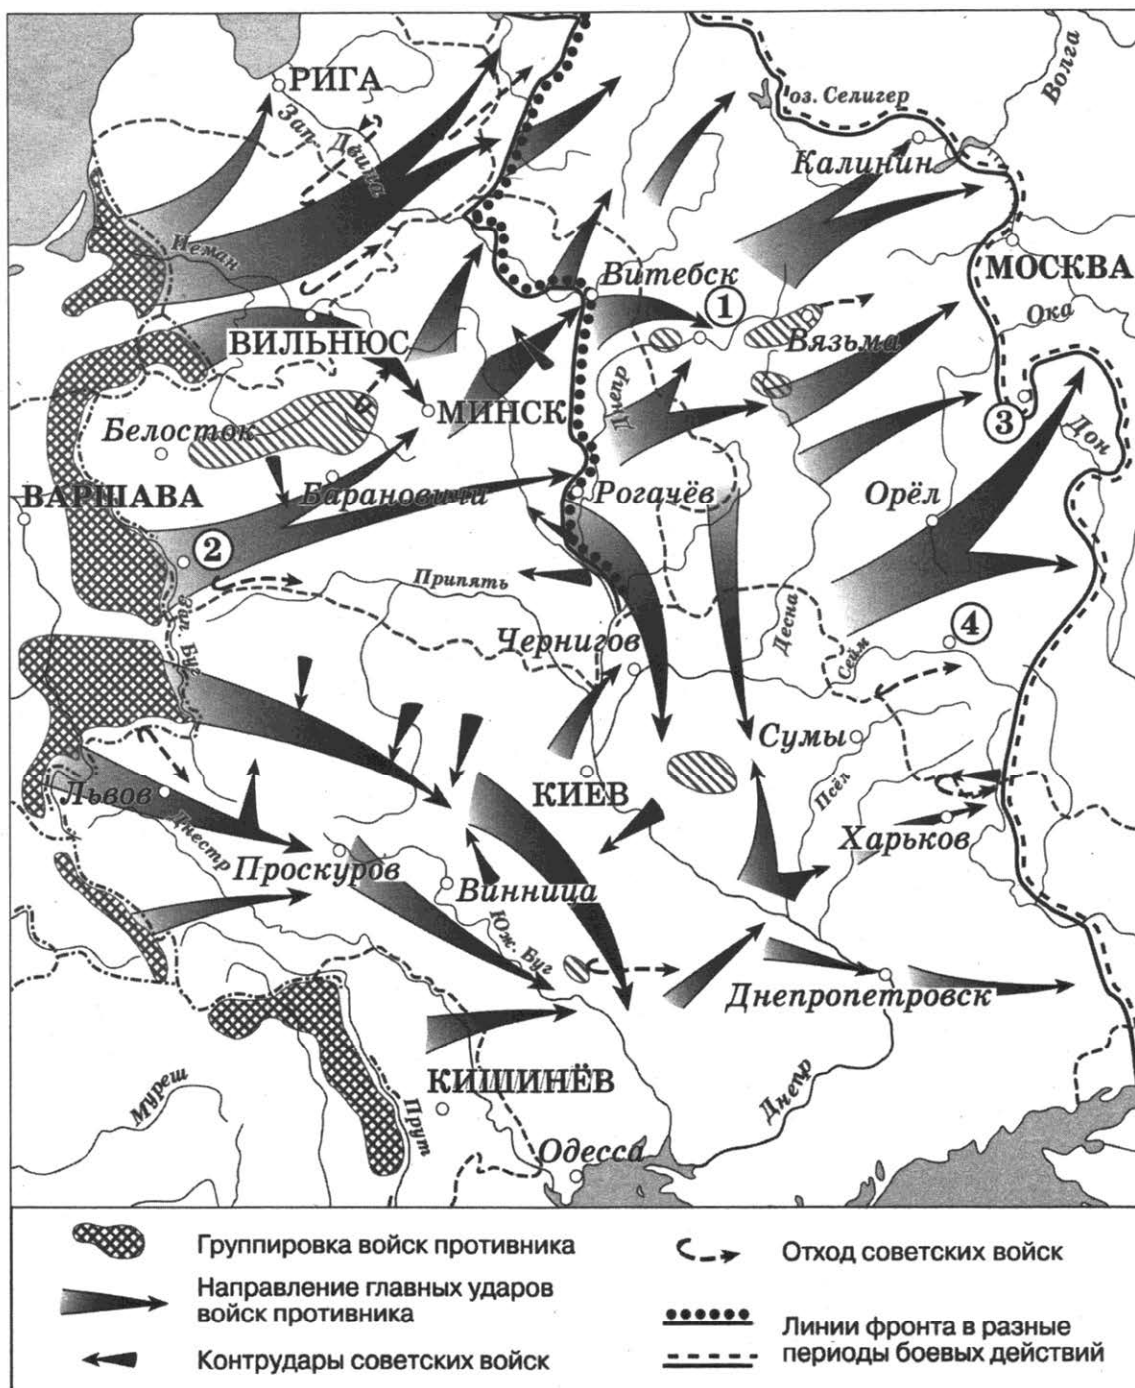 РИГА
Зап. Двина
оз. Селигер
Волга
Калинин
Неман
МОСКВА
Витебск
1
Ока
ВИЛЬНЮС
Вязьма
Днепр
МИНСК
3
Белосток
Дон
ВАРШАВА
Барановичи
Рогачёв
Орёл
2
Припять
Зап. Буг
Десна
Чернигов
Сейм
4
Сумы
КИЕВ
Псёл
Львов
Днестр
Харьков
Проскуров
Винница
Юж. Буг
Днепропетровск
КИШИНЁВ
Днепр
Муреш
Прут
Одесса
Группировка войск противника
Направление главных ударов
войск противника
Контрудары советских войск
Отход советских войск
Линии фронта в разные
периоды боевых действий